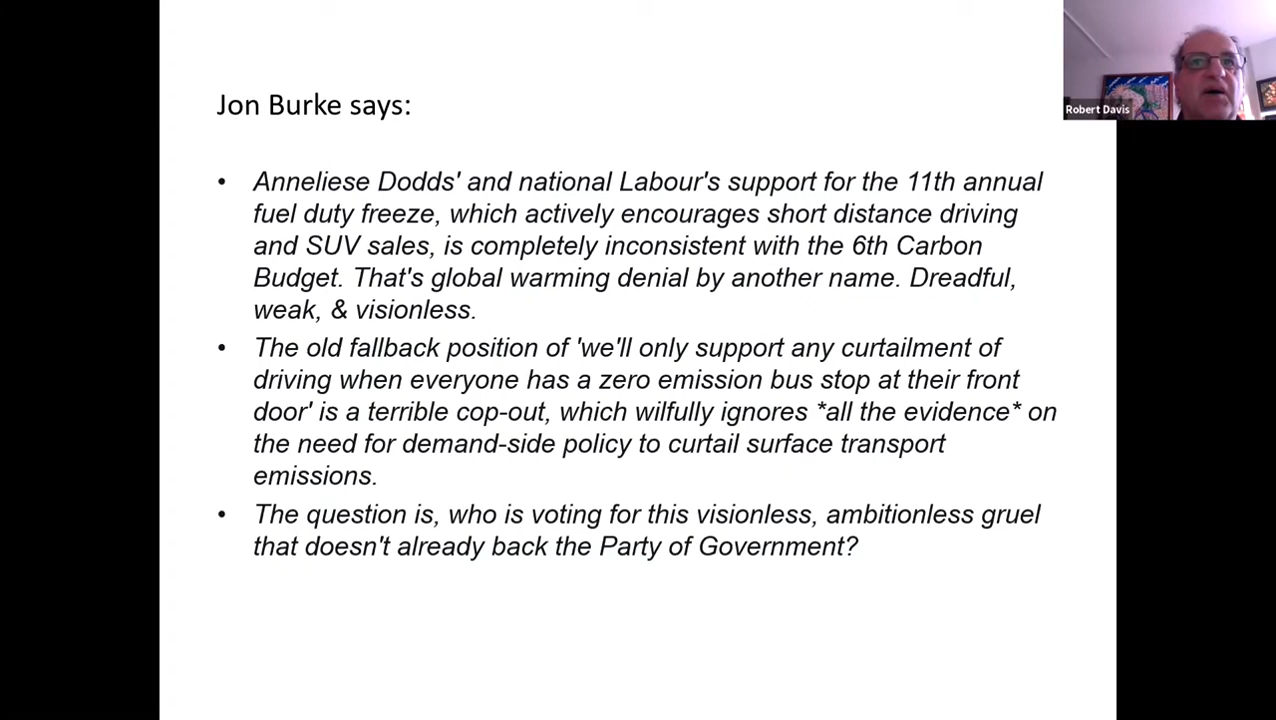 Robert Davis
Jon Burke says:
• Anneliese Dodds' and national Labour's support for the 11th annual
fuel duty freeze, which actively encourages short distance driving
and SUV sales, is completely inconsistent with the 6th Carbon
Budget. That's global warming denial by another name. Dreadful,
weak, & visionless.
• The old fallback position of 'we'll only support any curtailment of
driving when everyone has a zero emission bus stop at their front
door' is a terrible cop-out, which wilfully ignores *all the evidence* on
the need for demand-side policy to curtail surface transport
emissions.
• The question is, who is voting for this visionless, ambitionless gruel
that doesn't already back the Party of Government?